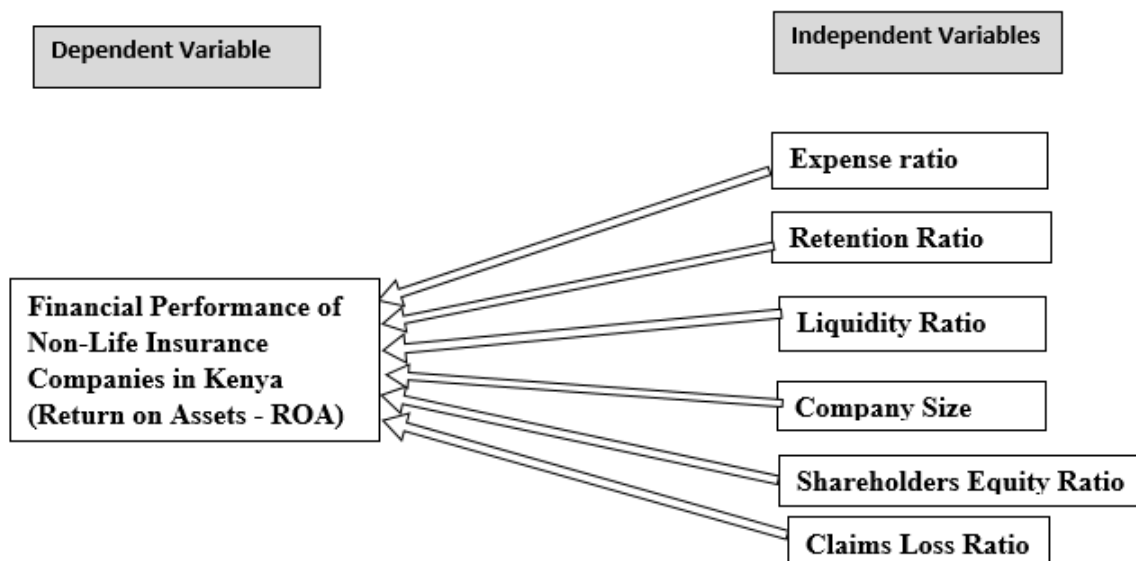 Dependent Variable
Independent Variables
Expense ratio
Retention Ratio
Financial Performance of
Non-Life Insurance
Companies in Kenya
(Return on Assets - ROA)
Liquidity Ratio
Company Size
Shareholders Equity Ratio
Claims Loss Ratio